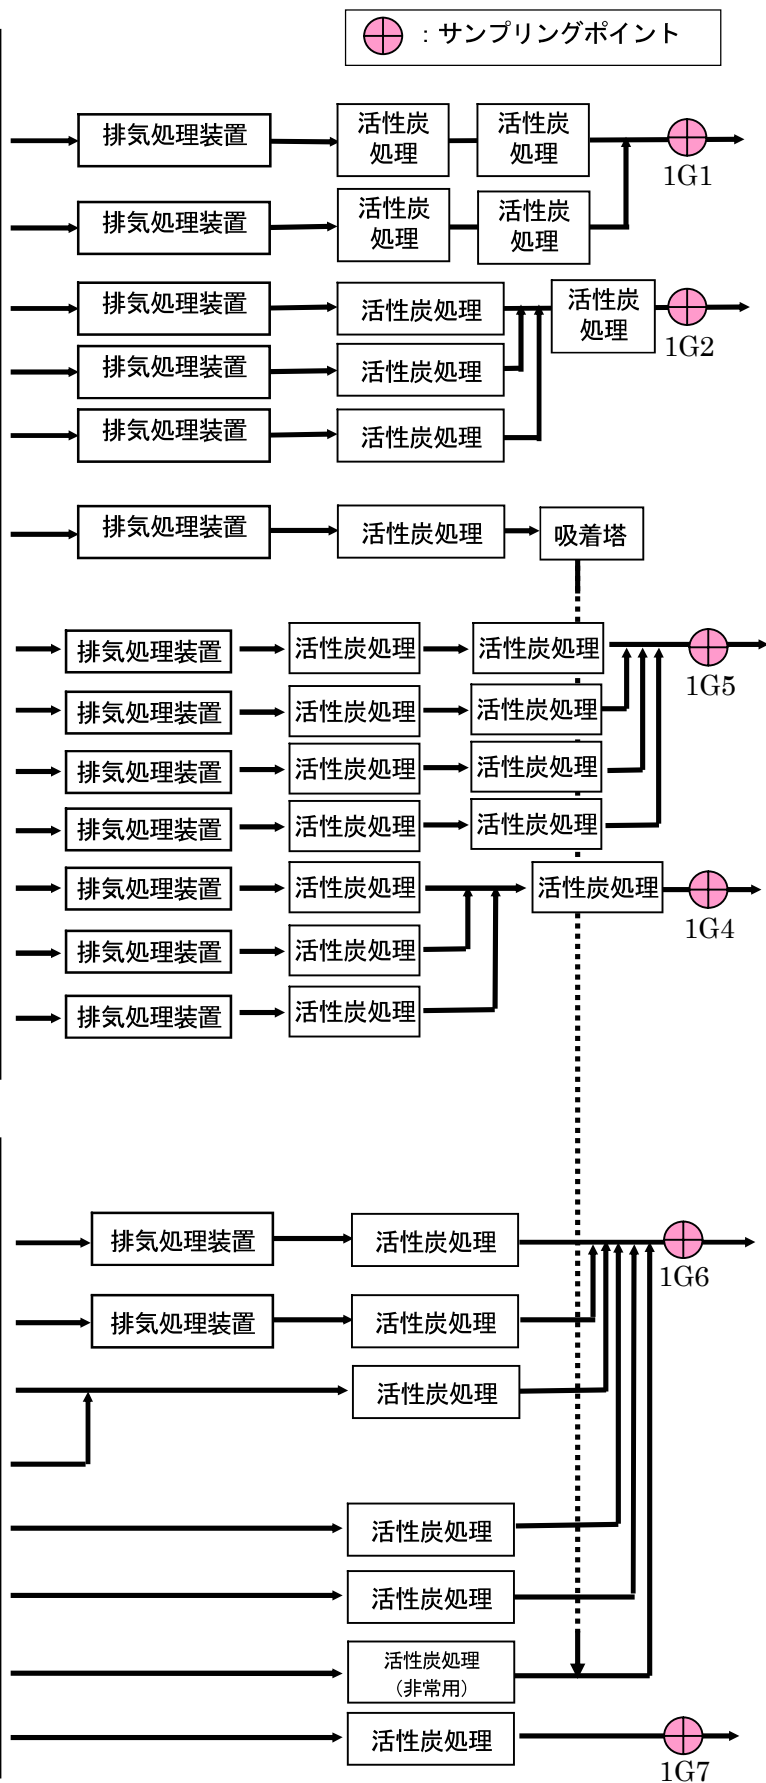 ：サンプリングポイント
排気処理装置
活性炭
処理
活性炭
処理
1G1
排気処理装置
活性炭
処理
活性炭
処理
排気処理装置
活性炭処理
活性炭
処理
1G2
排気処理装置
活性炭処理
排気処理装置
活性炭処理
排気処理装置
活性炭処理
吸着塔
排気処理装置
活性炭処理
活性炭処理
1G5
排気処理装置
活性炭処理
活性炭処理
排気処理装置
活性炭処理
活性炭処理
排気処理装置
活性炭処理
活性炭処理
排気処理装置
活性炭処理
活性炭処理
1G4
排気処理装置
活性炭処理
排気処理装置
活性炭処理
排気処理装置
活性炭処理
1G6
排気処理装置
活性炭処理
活性炭処理
活性炭処理
活性炭処理
活性炭処理
（非常用）
活性炭処理
1G7